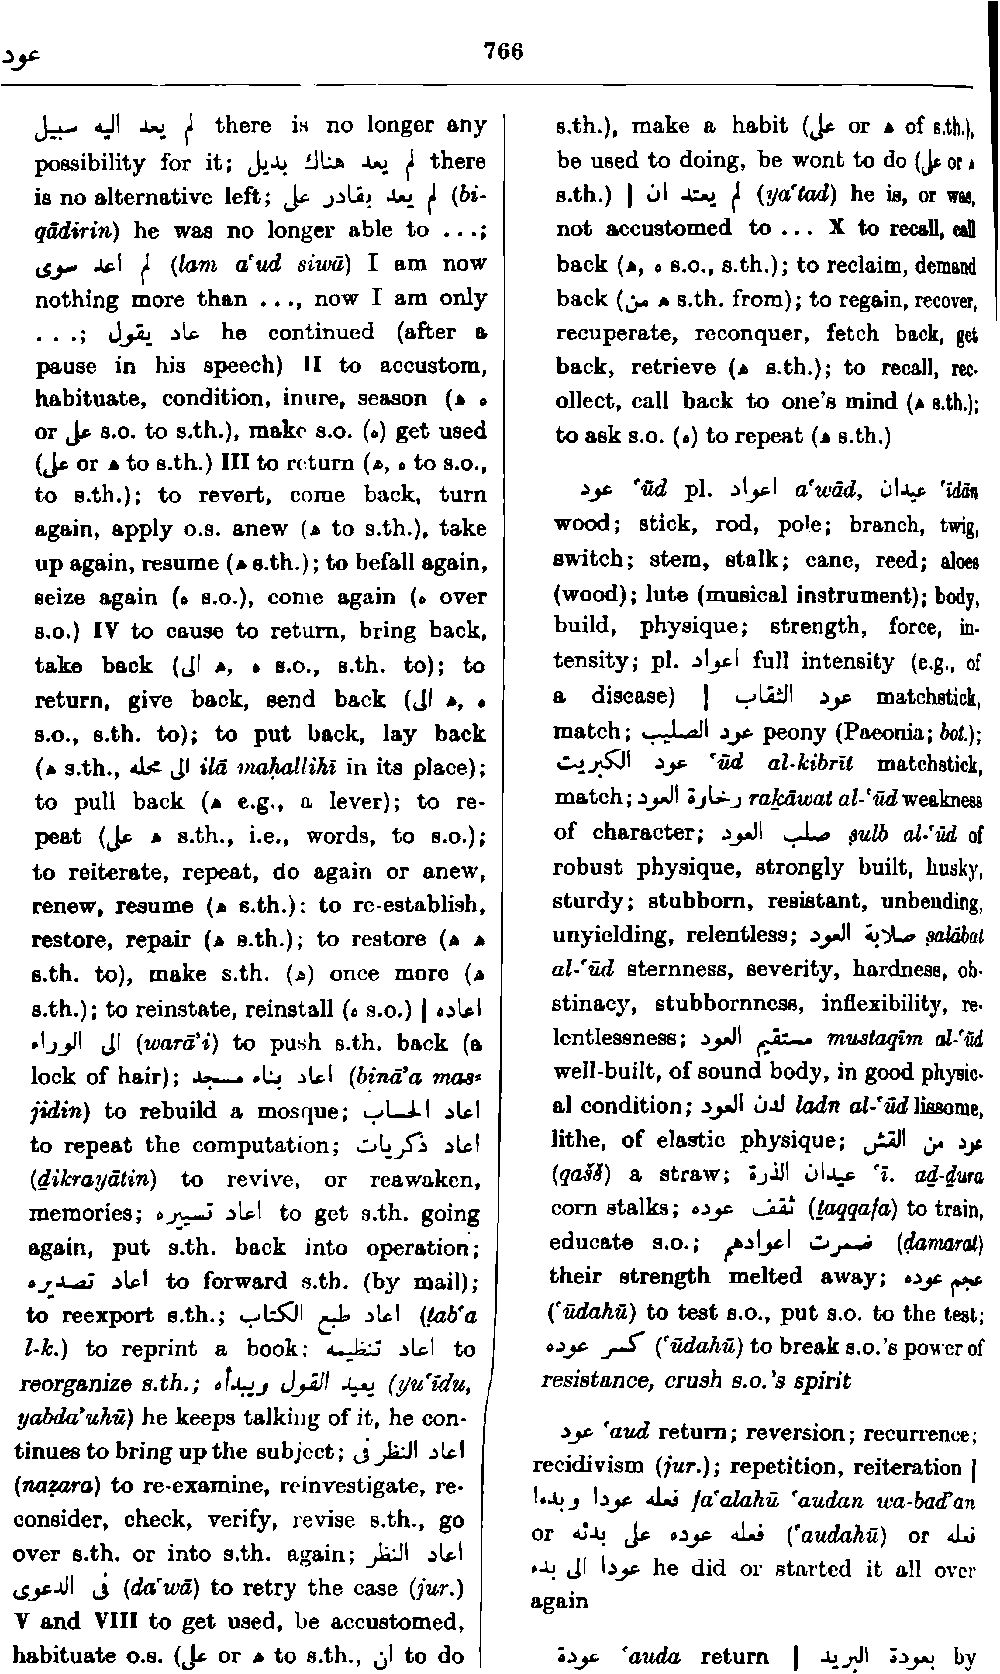 عود
766
لم يعد اليه سبيل there is no longer any
possibility for it; لم يعد هناك بديل there
is no alternative left; لم يعد بقادر على (bi-
qādirin) he was no longer able to ...;
لم اعد سوى (lam aʿud siwā) I am now
nothing more than ..., now I am only
...; عاد يقول he continued (after a
pause in his speech) II to accustom,
habituate, condition, inure, season (ه ه
or على s.o. to s.th.), make s.o. (ه) get used
(على or ه to s.th.) III to return (ه, ه to s.o.,
to s.th.); to revert, come back, turn
again, apply o.s. anew (ه to s.th.), take
up again, resume (ه s.th.); to befall again,
seize again (ه s.o.), come again (ه over
s.o.) IV to cause to return, bring back,
take back (الى ه, ه s.o., s.th. to); to
return, give back, send back (الى ه, ه
s.o., s.th. to); to put back, lay back
(ه s.th., الى محله ilā maḥallihī in its place);
to pull back (ه e.g., a lever); to re-
peat (على ه s.th., i.e., words, to s.o.);
to reiterate, repeat, do again or anew,
renew, resume (ه s.th.): to re-establish,
restore, repair (ه s.th.); to restore (ه ه
s.th. to), make s.th. (ه) once more (ه
s.th.); to reinstate, reinstall (ه s.o.) | اعاده
الى الوراء (warāʾi) to push s.th. back (a
lock of hair); اعاد بناء مسجد (bināʾa mas-
jidin) to rebuild a mosque; اعاد الحساب
to repeat the computation; اعاد ذكريات
(ḏikrayātin) to revive, or reawaken,
memories; اعاد تسييره to get s.th. going
again, put s.th. back into operation;
اعاد تصديره to forward s.th. (by mail);
to reexport s.th.; اعاد طبع الكتاب (ṭabʿa
l-k.) to reprint a book; اعاد تنظيمه to
reorganize s.th.; يعيد القول ويبدأه (yuʿīdu,
yabdaʾuhū) he keeps talking of it, he con-
tinues to bring up the subject; اعاد النظر فى
(naẓara) to re-examine, reinvestigate, re-
consider, check, verify, revise s.th., go
over s.th. or into s.th. again; اعاد النظر
فى الدعوى (daʿwā) to retry the case (jur.)
V and VIII to get used, be accustomed,
habituate o.s. (على or ه to s.th., ان to do
s.th.), make a habit (على or ه of s.th.),
be used to doing, be wont to do (على or ه
s.th.) | لم يعتد ان (yaʿtad) he is, or was,
not accustomed to ... X to recall, call
back (ه, ه s.o., s.th.); to reclaim, demand
back (من ه s.th. from); to regain, recover,
recuperate, reconquer, fetch back, get
back, retrieve (ه s.th.); to recall, rec-
ollect, call back to one's mind (ه s.th.);
to ask s.o. (ه) to repeat (ه s.th.)
عود ʿūd pl. اعواد aʿwād, عيدان ʿīdān
wood; stick, rod, pole; branch, twig,
switch; stem, stalk; cane, reed; aloes
(wood); lute (musical instrument); body,
build, physique; strength, force, in-
tensity; pl. اعواد full intensity (e.g., of
a disease) | عود الثقاب matchstick,
match; عود الصليب peony (Paeonia; bot.);
عود الكبريت ʿūd al-kibrīt matchstick,
match; رخاوة العود raḵāwat al-ʿūd weakness
of character; صلب العود ṣulb al-ʿūd of
robust physique, strongly built, husky,
sturdy; stubborn, resistant, unbending,
unyielding, relentless; صلابة العود ṣalābat
al-ʿūd sternness, severity, hardness, ob-
stinacy, stubbornness, inflexibility, re-
lentlessness; مستقيم العود mustaqīm al-ʿūd
well-built, of sound body, in good physic-
al condition; لدن العود ladn al-ʿūd lissome,
lithe, of elastic physique; عود من القش
(qašš) a straw; عيدان الذرة ʿī. aḏ-ḏura
corn stalks; ثقف عوده (ṯaqqafa) to train,
educate s.o.; ضمرت اعوادهم (ḍamarat)
their strength melted away; عجم عوده
(ʿūdahū) to test s.o., put s.o. to the test;
كسر عوده (ʿūdahū) to break s.o.'s power of
resistance, crush s.o.'s spirit
عود ʿaud return; reversion; recurrence;
recidivism (jur.); repetition, reiteration |
فعله عودا وبدءا faʿalahū ʿaudan wa-badʾan
or فعله عوده على بدئه (ʿaudahū) or فعله
عودا الى بدء he did or started it all over
again
عودة ʿauda return | بعودة البريد by